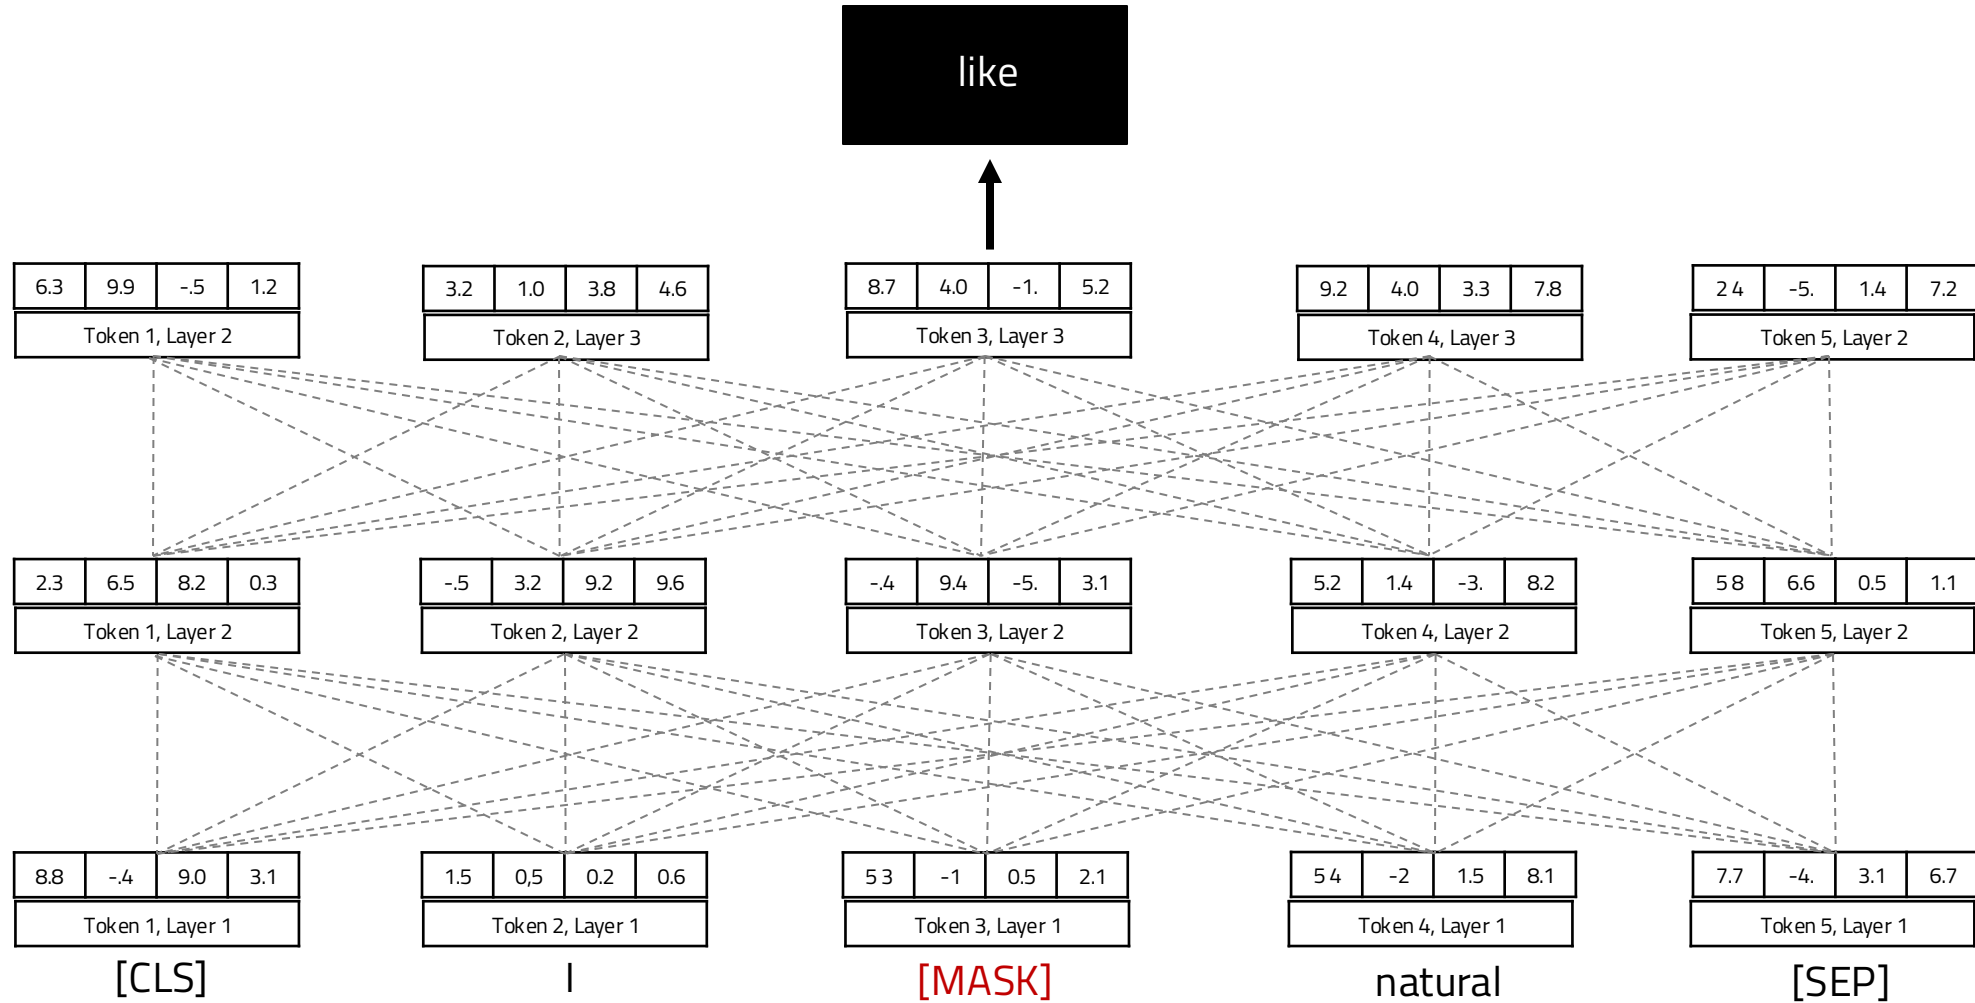 like
6.3 9.9 -.5 1.2
3.2 1.0 3.8 4.6
8.7 4.0 -1. 5.2
9.2 4.0 3.3 7.8
2 4 -5. 1.4 7.2
Token 1, Layer 2
Token 2, Layer 3
Token 3, Layer 3
Token 4, Layer 3
Token 5, Layer 2
2.3 6.5 8.2 0.3
-.5 3.2 9.2 9.6
-.4 9.4 -5. 3.1
5.2 1.4 -3. 8.2
5 8 6.6 0.5 1.1
Token 1, Layer 2
Token 2, Layer 2
Token 3, Layer 2
Token 4, Layer 2
Token 5, Layer 2
8.8 -.4 9.0 3.1
1.5 0,5 0.2 0.6
5 3 -1 0.5 2.1
5 4 -2 1.5 8.1
7.7 -4. 3.1 6.7
Token 1, Layer 1
Token 2, Layer 1
Token 3, Layer 1
Token 4, Layer 1
Token 5, Layer 1
[CLS]
I
[MASK]
natural
[SEP]